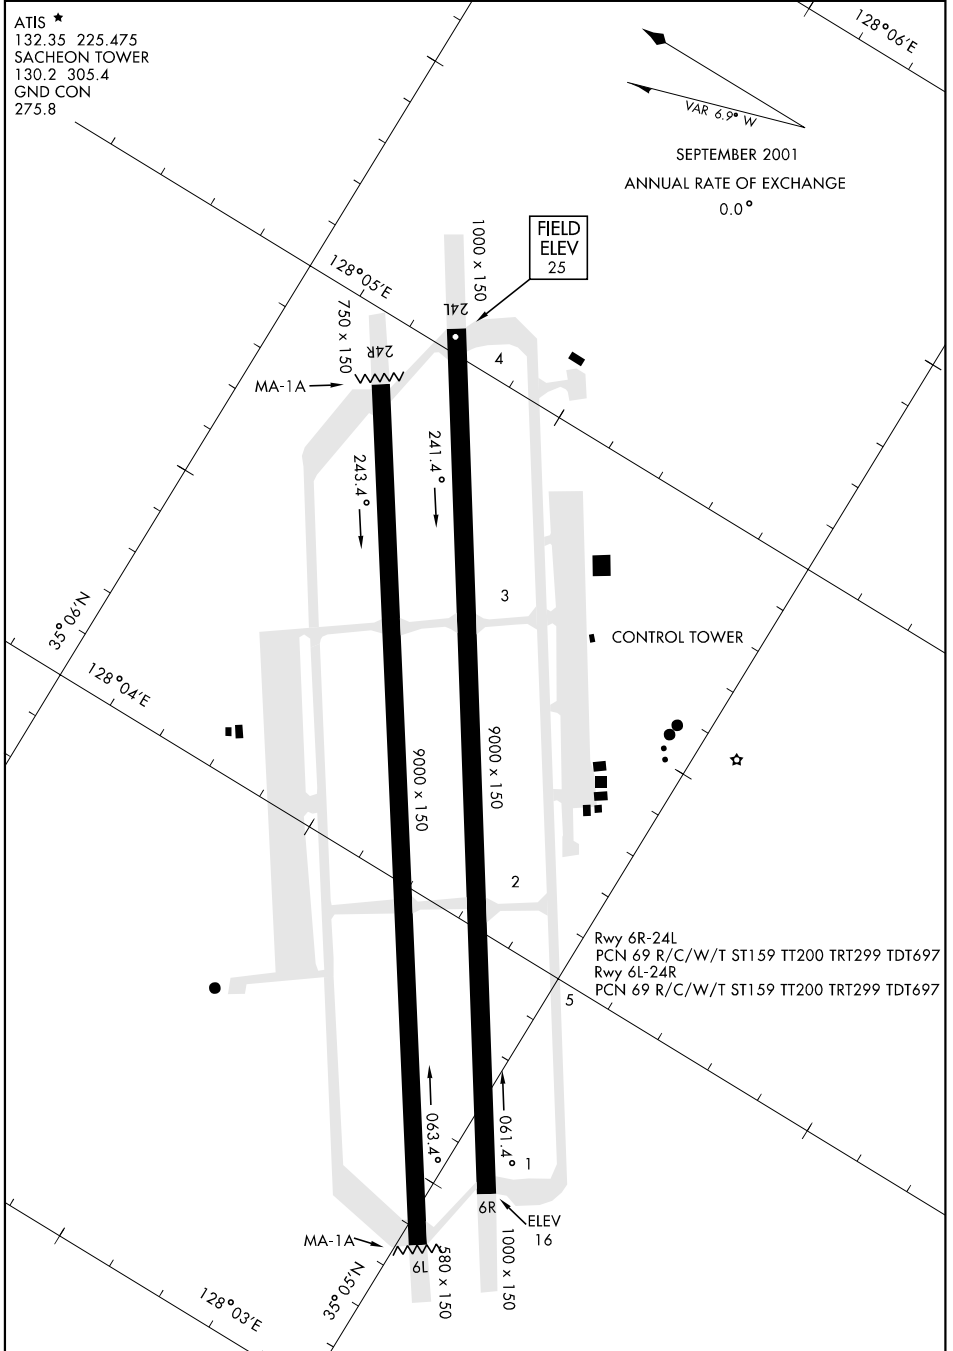 ATIS ★
132.35 225.475
SACHEON TOWER
130.2 305.4
GND CON
275.8
128°06'E
VAR 6.9° W
SEPTEMBER 2001
ANNUAL RATE OF EXCHANGE
0.0°
FIELD
ELEV
25
1000 x 150
128°05'E
24L
750 x 150
24R
4
MA-1A
241.4°
243.4°
3
35°06'N
CONTROL TOWER
128°04'E
9000 x 150
9000 x 150
2
Rwy 6R-24L
PCN 69 R/C/W/T ST159 TT200 TRT299 TDT697
Rwy 6L-24R
PCN 69 R/C/W/T ST159 TT200 TRT299 TDT697
5
063.4°
061.4°
1
6R
ELEV
16
MA-1A
6L
580 x 150
1000 x 150
35°05'N
128°03'E